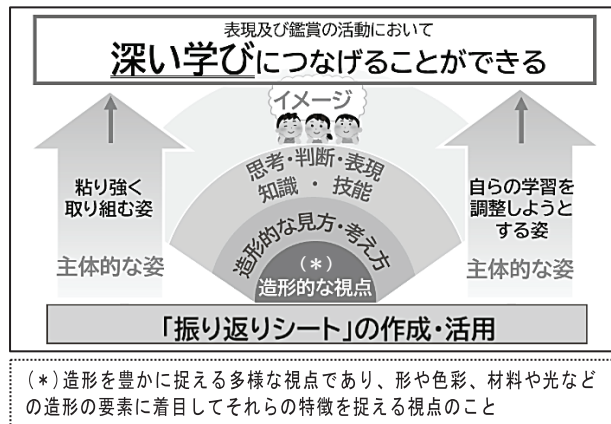 表現及び鑑賞の活動において
深い学びにつなげることができる
イメージ
思考・判断・表現
知識・技能
造形的な見方・考え方
(*)
造形的な視点
粘り強く
取り組む姿
主体的な姿
自らの学習を
調整しようと
する姿
主体的な姿
「振り返りシート」の作成・活用
(*)造形を豊かに捉える多様な視点であり、形や色彩、材料や光など
の造形の要素に着目してそれらの特徴を捉える視点のこと